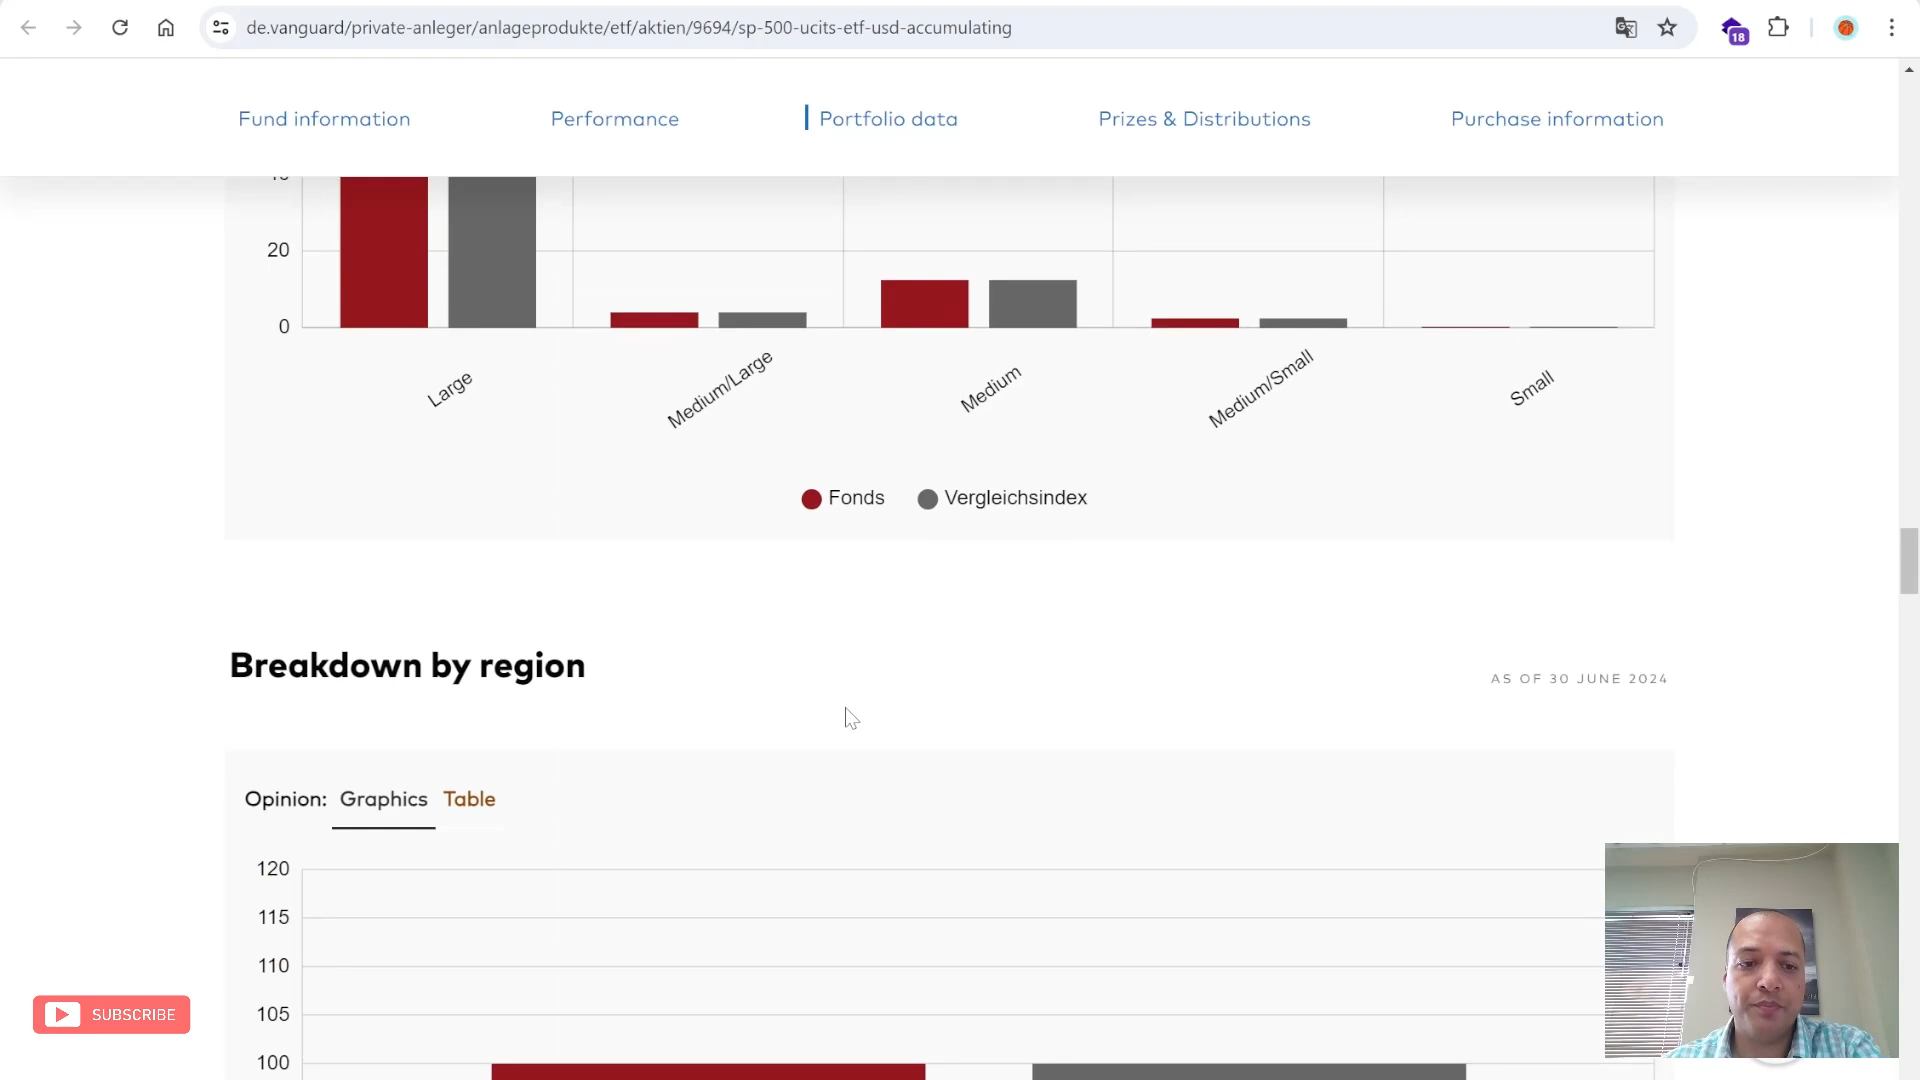 de.vanguard/private-anleger/anlageprodukte/etf/aktien/9694/sp-500-ucits-etf-usd-accumulating
18
Fund information
Performance
Portfolio data
Prizes & Distributions
Purchase information
20
0
Large
Medium/Large
Medium
Medium/Small
Small
Fonds
Vergleichsindex
Breakdown by region
AS OF 30 JUNE 2024
Opinion: Graphics Table
120
115
110
105
100
SUBSCRIBE